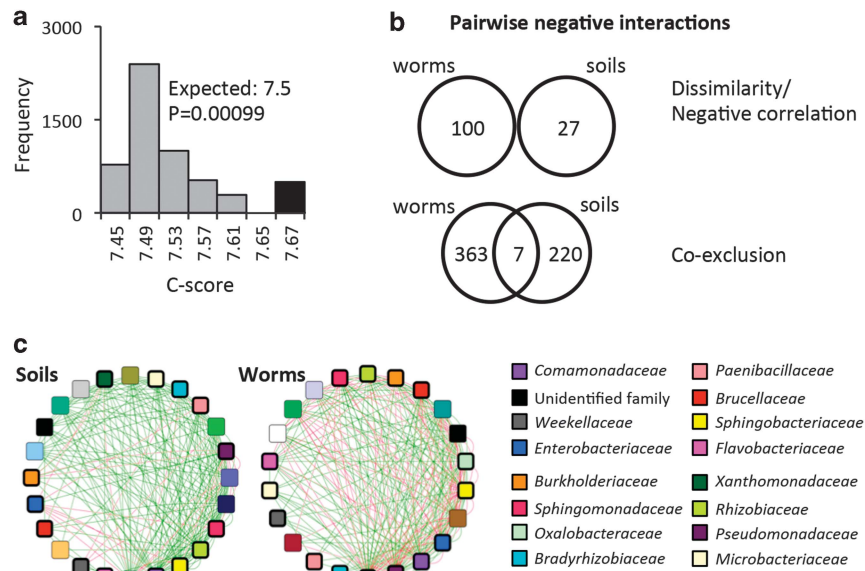 a
3000
1500
0
Frequency
Expected: 7.5
P=0.00099
7.45
7.49
7.53
7.57
7.61
7.65
7.67
C-score
b
Pairwise negative interactions
worms
soils
100
27
Dissimilarity/
Negative correlation
worms
soils
363
7
220
Co-exclusion
c
Soils
Worms
Comamonadaceae
Unidentified family
Weekellaceae
Enterobacteriaceae
Burkholderiaceae
Sphingomonadaceae
Oxalobacteraceae
Bradyrhizobiaceae
Paenibacillaceae
Brucellaceae
Sphingobacteriaceae
Flavobacteriaceae
Xanthomonadaceae
Rhizobiaceae
Pseudomonadaceae
Microbacteriaceae